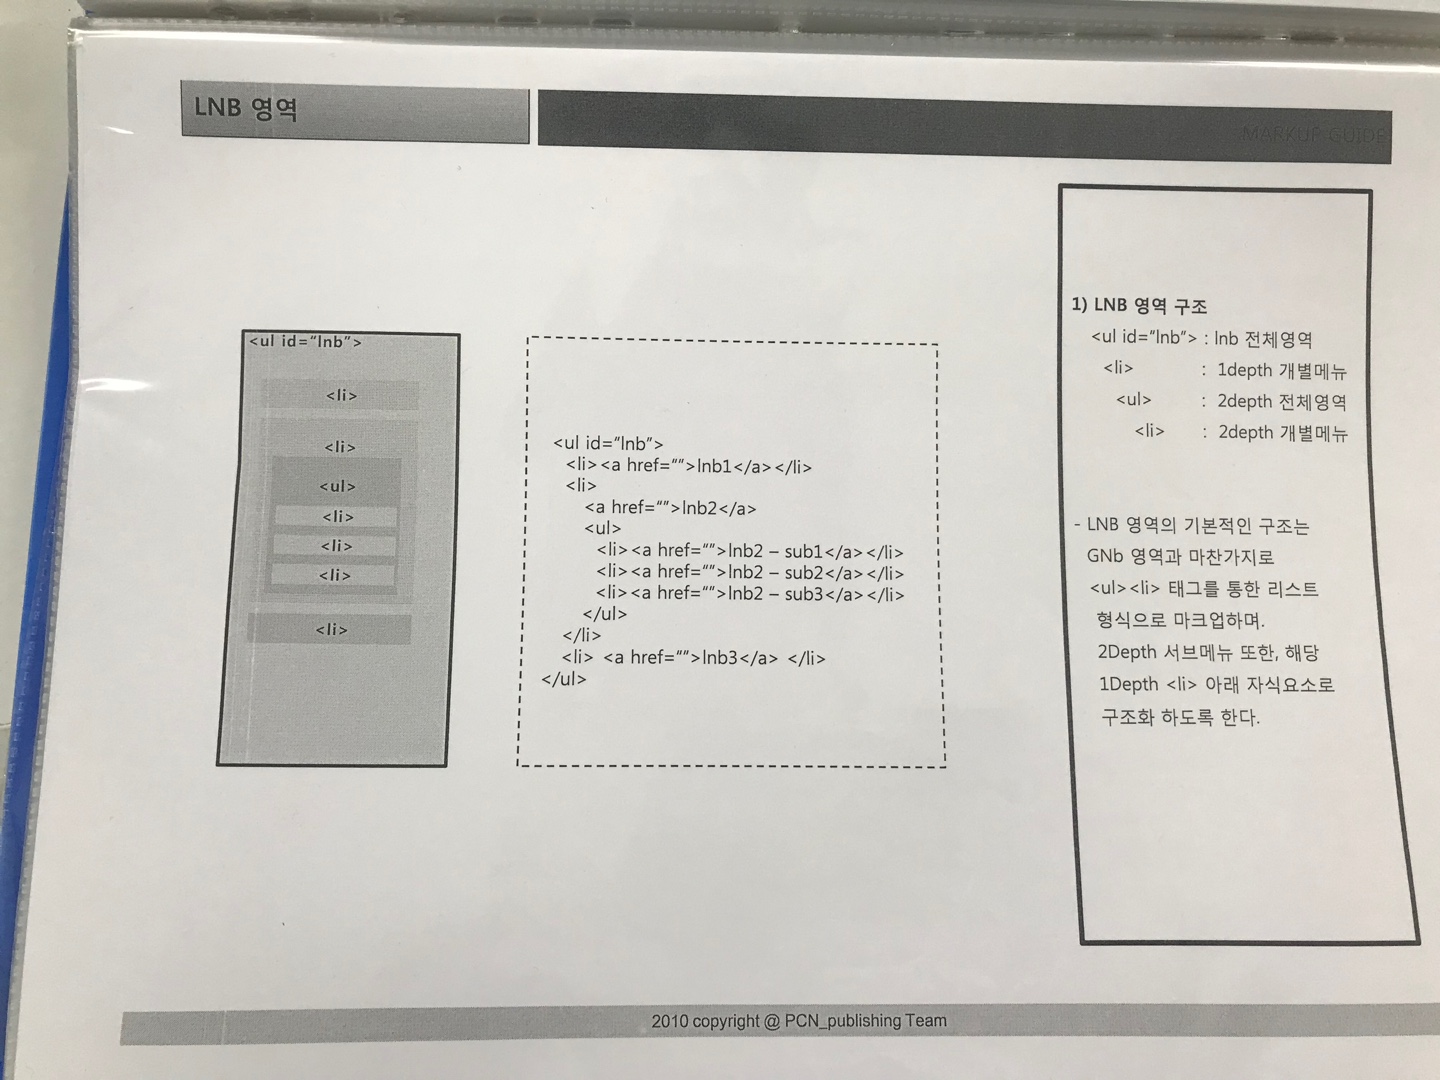 LNB 영역
MARKUP GUIDE
<ul id="lnb">
<li>
<li>
<ul>
<li>
<li>
<li>
<li>
<ul id="lnb">
<li><a href="">lnb1</a></li>
<li>
<a href="">lnb2</a>
<ul>
<li><a href="">lnb2 – sub1</a></li>
<li><a href="">lnb2 – sub2</a></li>
<li><a href="">lnb2 – sub3</a></li>
</ul>
</li>
<li> <a href="">lnb3</a> </li>
</ul>
1) LNB 영역 구조
<ul id="lnb"> : lnb 전체영역
<li> : 1depth 개별메뉴
<ul> : 2depth 전체영역
<li> : 2depth 개별메뉴
- LNB 영역의 기본적인 구조는
GNb 영역과 마찬가지로
<ul><li> 태그를 통한 리스트
형식으로 마크업하며.
2Depth 서브메뉴 또한, 해당
1Depth <li> 아래 자식요소로
구조화 하도록 한다.
2010 copyright @ PCN_publishing Team